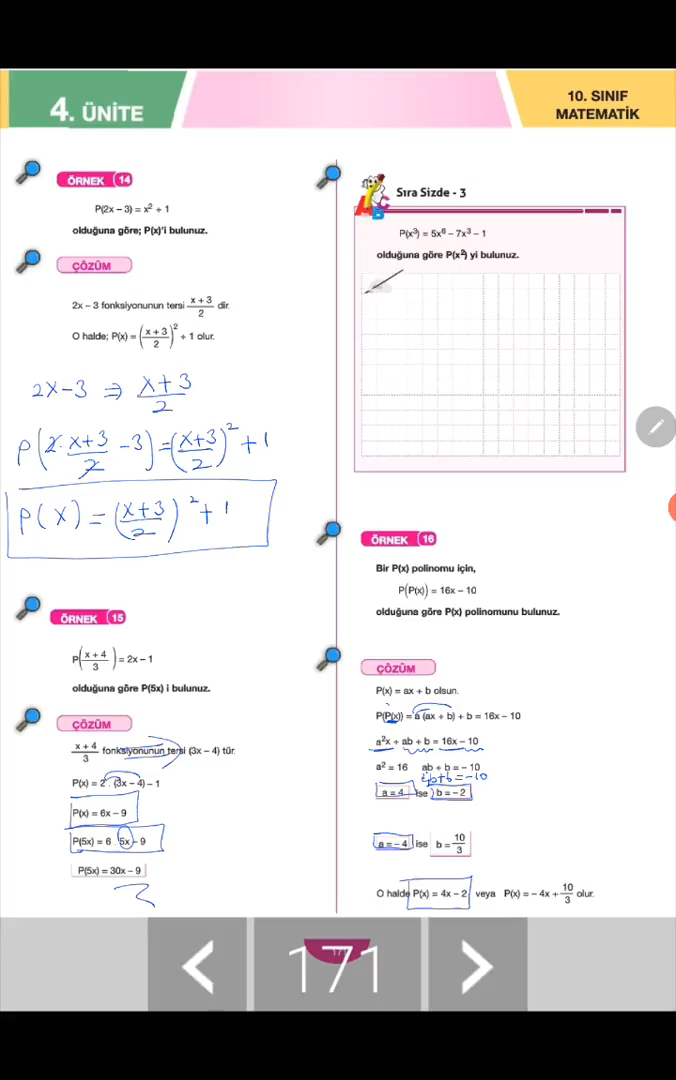 4. ÜNİTE
10. SINIF
MATEMATİK
ÖRNEK 14
P(2x – 3) = x² + 1
olduğuna göre; P(x)'i bulunuz.
ÇÖZÜM
2x – 3 fonksiyonunun tersi (x + 3)/2 dir.
O halde; P(x) = ((x + 3)/2)² + 1 olur.
2x – 3 ⇒ (x + 3)/2
P(2 · (x + 3)/2 – 3) = ((x + 3)/2)² + 1
P(x) = ((x + 3)/2)² + 1
ÖRNEK 15
P((x + 4)/3) = 2x – 1
olduğuna göre P(5x) i bulunuz.
ÇÖZÜM
(x + 4)/3 fonksiyonunun tersi (3x – 4) tür.
P(x) = 2 . (3x – 4) – 1
P(x) = 6x – 9
P(5x) = 6 . 5x – 9
P(5x) = 30x – 9
ABC
Sıra Sizde - 3
P(x³) = 5x⁶ – 7x³ – 1
olduğuna göre P(x²) yi bulunuz.
ÖRNEK 16
Bir P(x) polinomu için,
P(P(x)) = 16x – 10
olduğuna göre P(x) polinomunu bulunuz.
ÇÖZÜM
P(x) = ax + b olsun.
P(P(x)) = a (ax + b) + b = 16x – 10
a²x + ab + b = 16x – 10
a² = 16 ab + b = – 10
b + b = –10
a = 4 ise b = – 2
a = – 4 ise b = 10/3
O halde P(x) = 4x – 2 veya P(x) = – 4x + 10/3 olur.
171